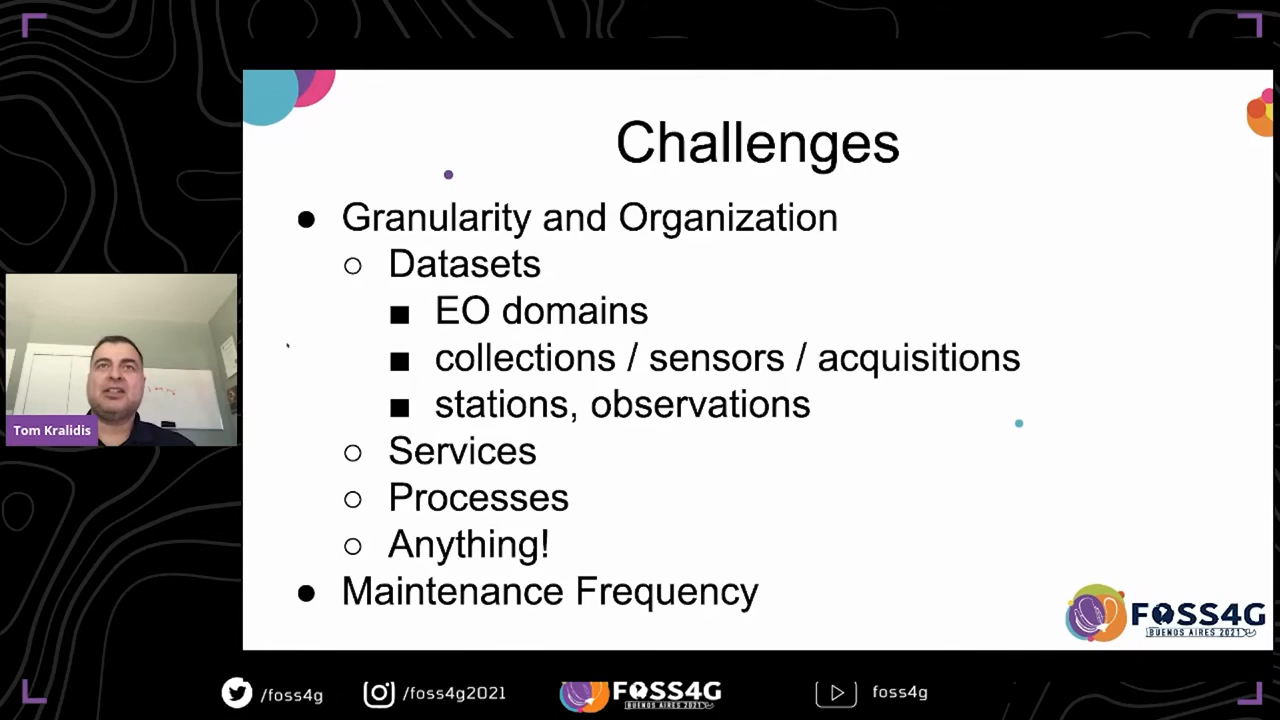 Challenges
● Granularity and Organization
○ Datasets
■ EO domains
■ collections / sensors / acquisitions
■ stations, observations
○ Services
○ Processes
○ Anything!
● Maintenance Frequency
Tom Kralidis
FOSS4G
BUENOS AIRES 2021
/foss4g
/foss4g2021
FOSS4G
BUENOS AIRES 2021
foss4g